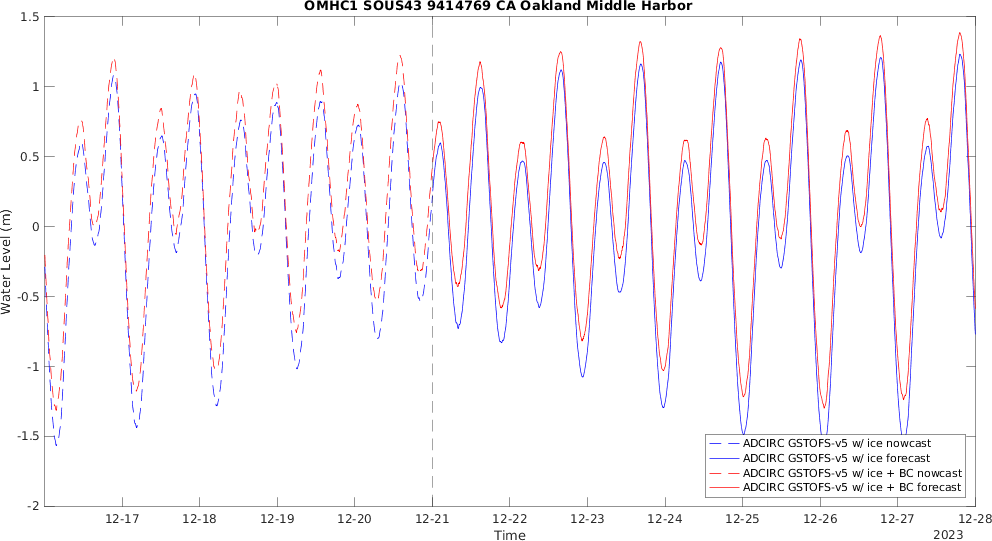 OMHC1 SOUS43 9414769 CA Oakland Middle Harbor
1.5
1
0.5
0
-0.5
-1
-1.5
-2
Water Level (m)
12-17 12-18 12-19 12-20 12-21 12-22 12-23 12-24 12-25 12-26 12-27 12-28
Time
2023
ADCIRC GSTOFS-v5 w/ ice nowcast
ADCIRC GSTOFS-v5 w/ ice forecast
ADCIRC GSTOFS-v5 w/ ice + BC nowcast
ADCIRC GSTOFS-v5 w/ ice + BC forecast